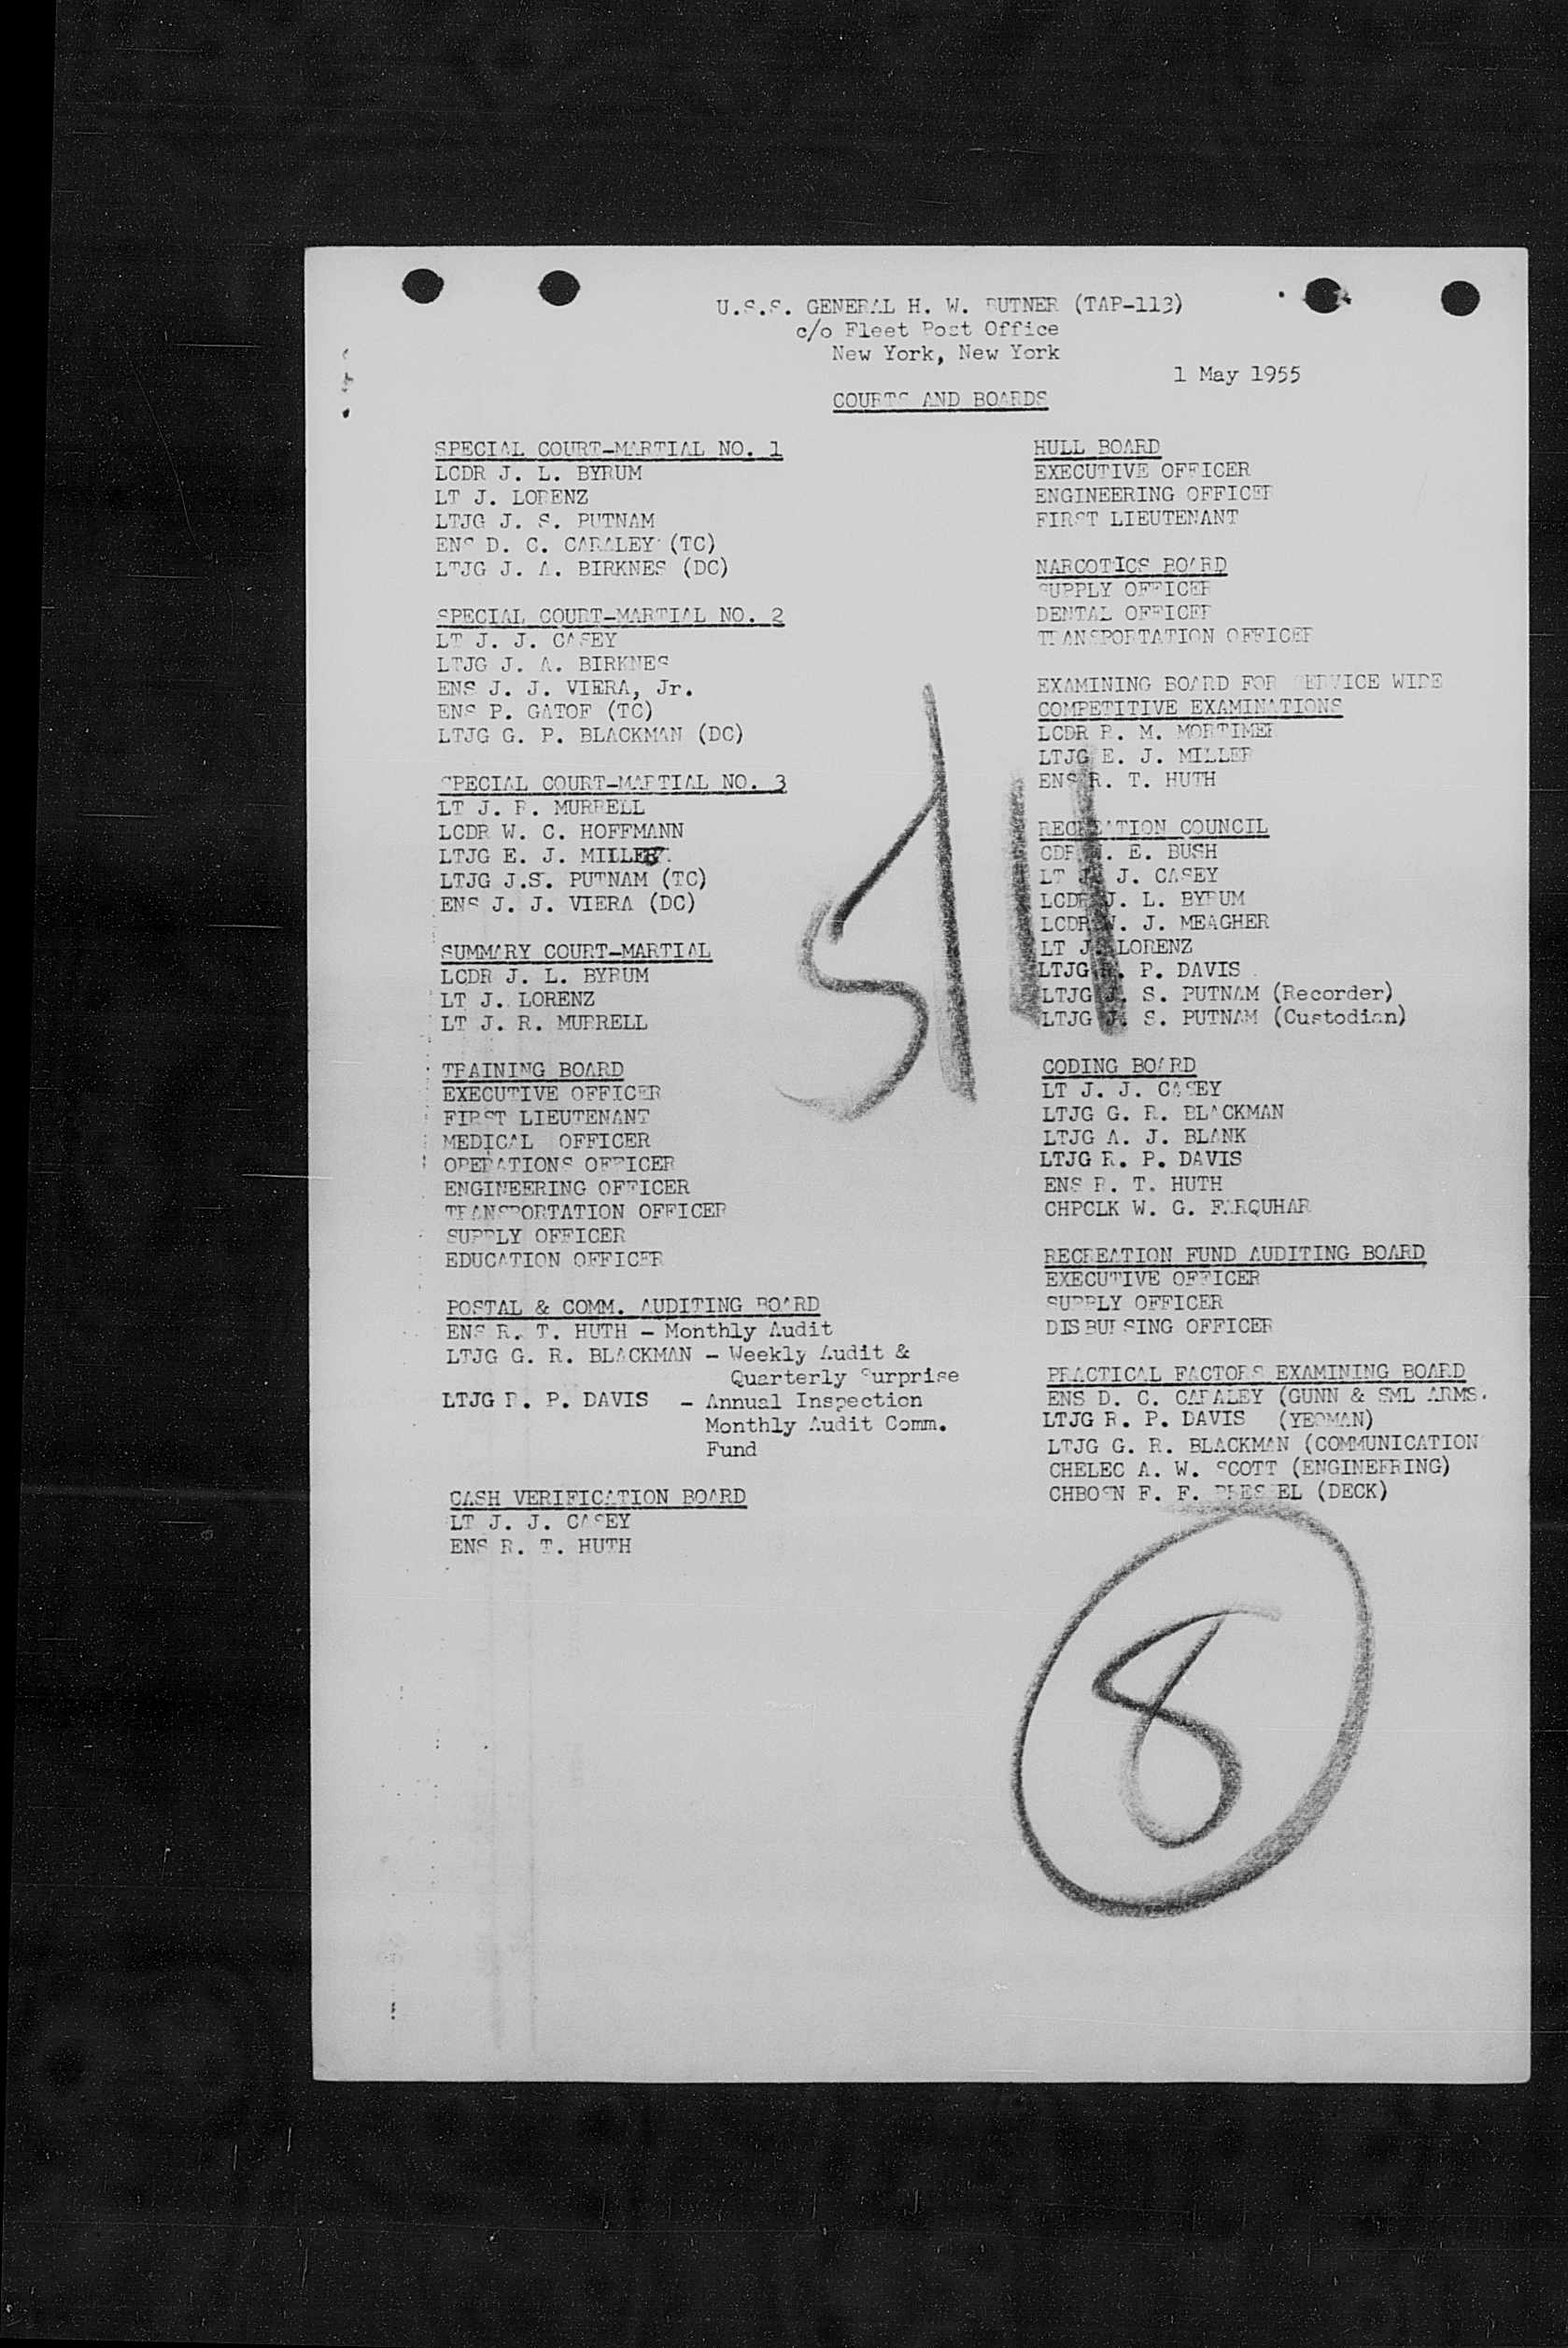 U.S.S. GENERAL H. W. BUTNER (TAP-113)
c/o Fleet Post Office
New York, New York
1 May 1955
COURTS AND BOARDS
SPECIAL COURT-MARTIAL NO. 1
LCDR J. L. BYRUM
LT J. LORENZ
LTJG J. S. PUTNAM
ENS D. C. CARALEY (TC)
LTJG J. A. BIRKNES (DC)
SPECIAL COURT-MARTIAL NO. 2
LT J. J. CASEY
LTJG J. A. BIRKNES
ENS J. J. VIERA, Jr.
ENS P. GATOF (TC)
LTJG G. P. BLACKMAN (DC)
SPECIAL COURT-MARTIAL NO. 3
LT J. R. MURRELL
LCDR W. C. HOFFMANN
LTJG E. J. MILLER
LTJG J.S. PUTNAM (TC)
ENS J. J. VIERA (DC)
SUMMARY COURT-MARTIAL
LCDR J. L. BYRUM
LT J. LORENZ
LT J. R. MURRELL
TRAINING BOARD
EXECUTIVE OFFICER
FIRST LIEUTENANT
MEDICAL OFFICER
OPERATIONS OFFICER
ENGINEERING OFFICER
TRANSPORTATION OFFICER
SUPPLY OFFICER
EDUCATION OFFICER
POSTAL & COMM. AUDITING BOARD
ENS R. T. HUTH - Monthly Audit
LTJG G. R. BLACKMAN - Weekly Audit &
Quarterly Surprise
LTJG R. P. DAVIS - Annual Inspection
Monthly Audit Comm.
Fund
CASH VERIFICATION BOARD
LT J. J. CASEY
ENS R. T. HUTH
HULL BOARD
EXECUTIVE OFFICER
ENGINEERING OFFICER
FIRST LIEUTENANT
NARCOTICS BOARD
SUPPLY OFFICER
DENTAL OFFICER
TRANSPORTATION OFFICER
EXAMINING BOARD FOR SERVICE WIDE
COMPETITIVE EXAMINATIONS
LCDR R. M. MORTIMER
LTJG E. J. MILLER
ENS R. T. HUTH
RECREATION COUNCIL
CDR E. BUSH
LT J. J. CASEY
LCDR J. L. BYRUM
LCDR W. J. MEAGHER
LT J. LORENZ
LTJG R. P. DAVIS
LTJG J. S. PUTNAM (Recorder)
LTJG J. S. PUTNAM (Custodian)
CODING BOARD
LT J. J. CASEY
LTJG G. R. BLACKMAN
LTJG A. J. BLANK
LTJG R. P. DAVIS
ENS R. T. HUTH
CHPCLK W. G. FARQUHAR
RECREATION FUND AUDITING BOARD
EXECUTIVE OFFICER
SUPPLY OFFICER
DISBURSING OFFICER
PRACTICAL FACTORS EXAMINING BOARD
ENS D. C. CARALEY (GUNN & SML ARMS.
LTJG R. P. DAVIS (YEOMAN)
LTJG G. R. BLACKMAN (COMMUNICATION
CHELEC A. W. SCOTT (ENGINEERING)
CHBOSN F. F. PRESSEL (DECK)
8